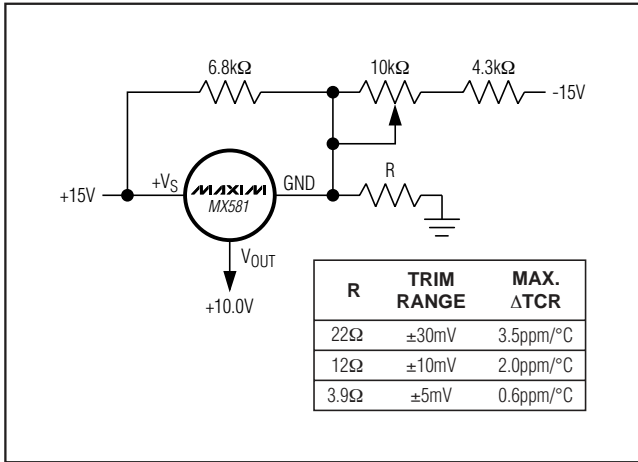 6.8kΩ
10kΩ
4.3kΩ
-15V
+15V
+VS
MAXIM
MX581
GND
R
VOUT
+10.0V
R TRIM RANGE MAX. ΔTCR
22Ω ±30mV 3.5ppm/°C
12Ω ±10mV 2.0ppm/°C
3.9Ω ±5mV 0.6ppm/°C